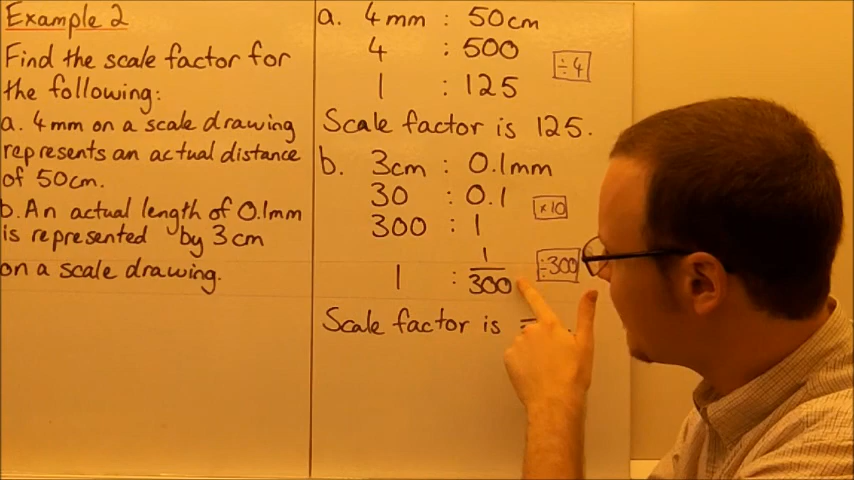 Example 2
Find the scale factor for
the following:
a. 4mm on a scale drawing
represents an actual distance
of 50cm.
b. An actual length of 0.1mm
is represented by 3cm
on a scale drawing.
a. 4mm : 50cm
4 : 500
÷4
1 : 125
Scale factor is 125.
b. 3cm : 0.1mm
30 : 0.1
×10
300 : 1
÷300
1 : 1/300
Scale factor is